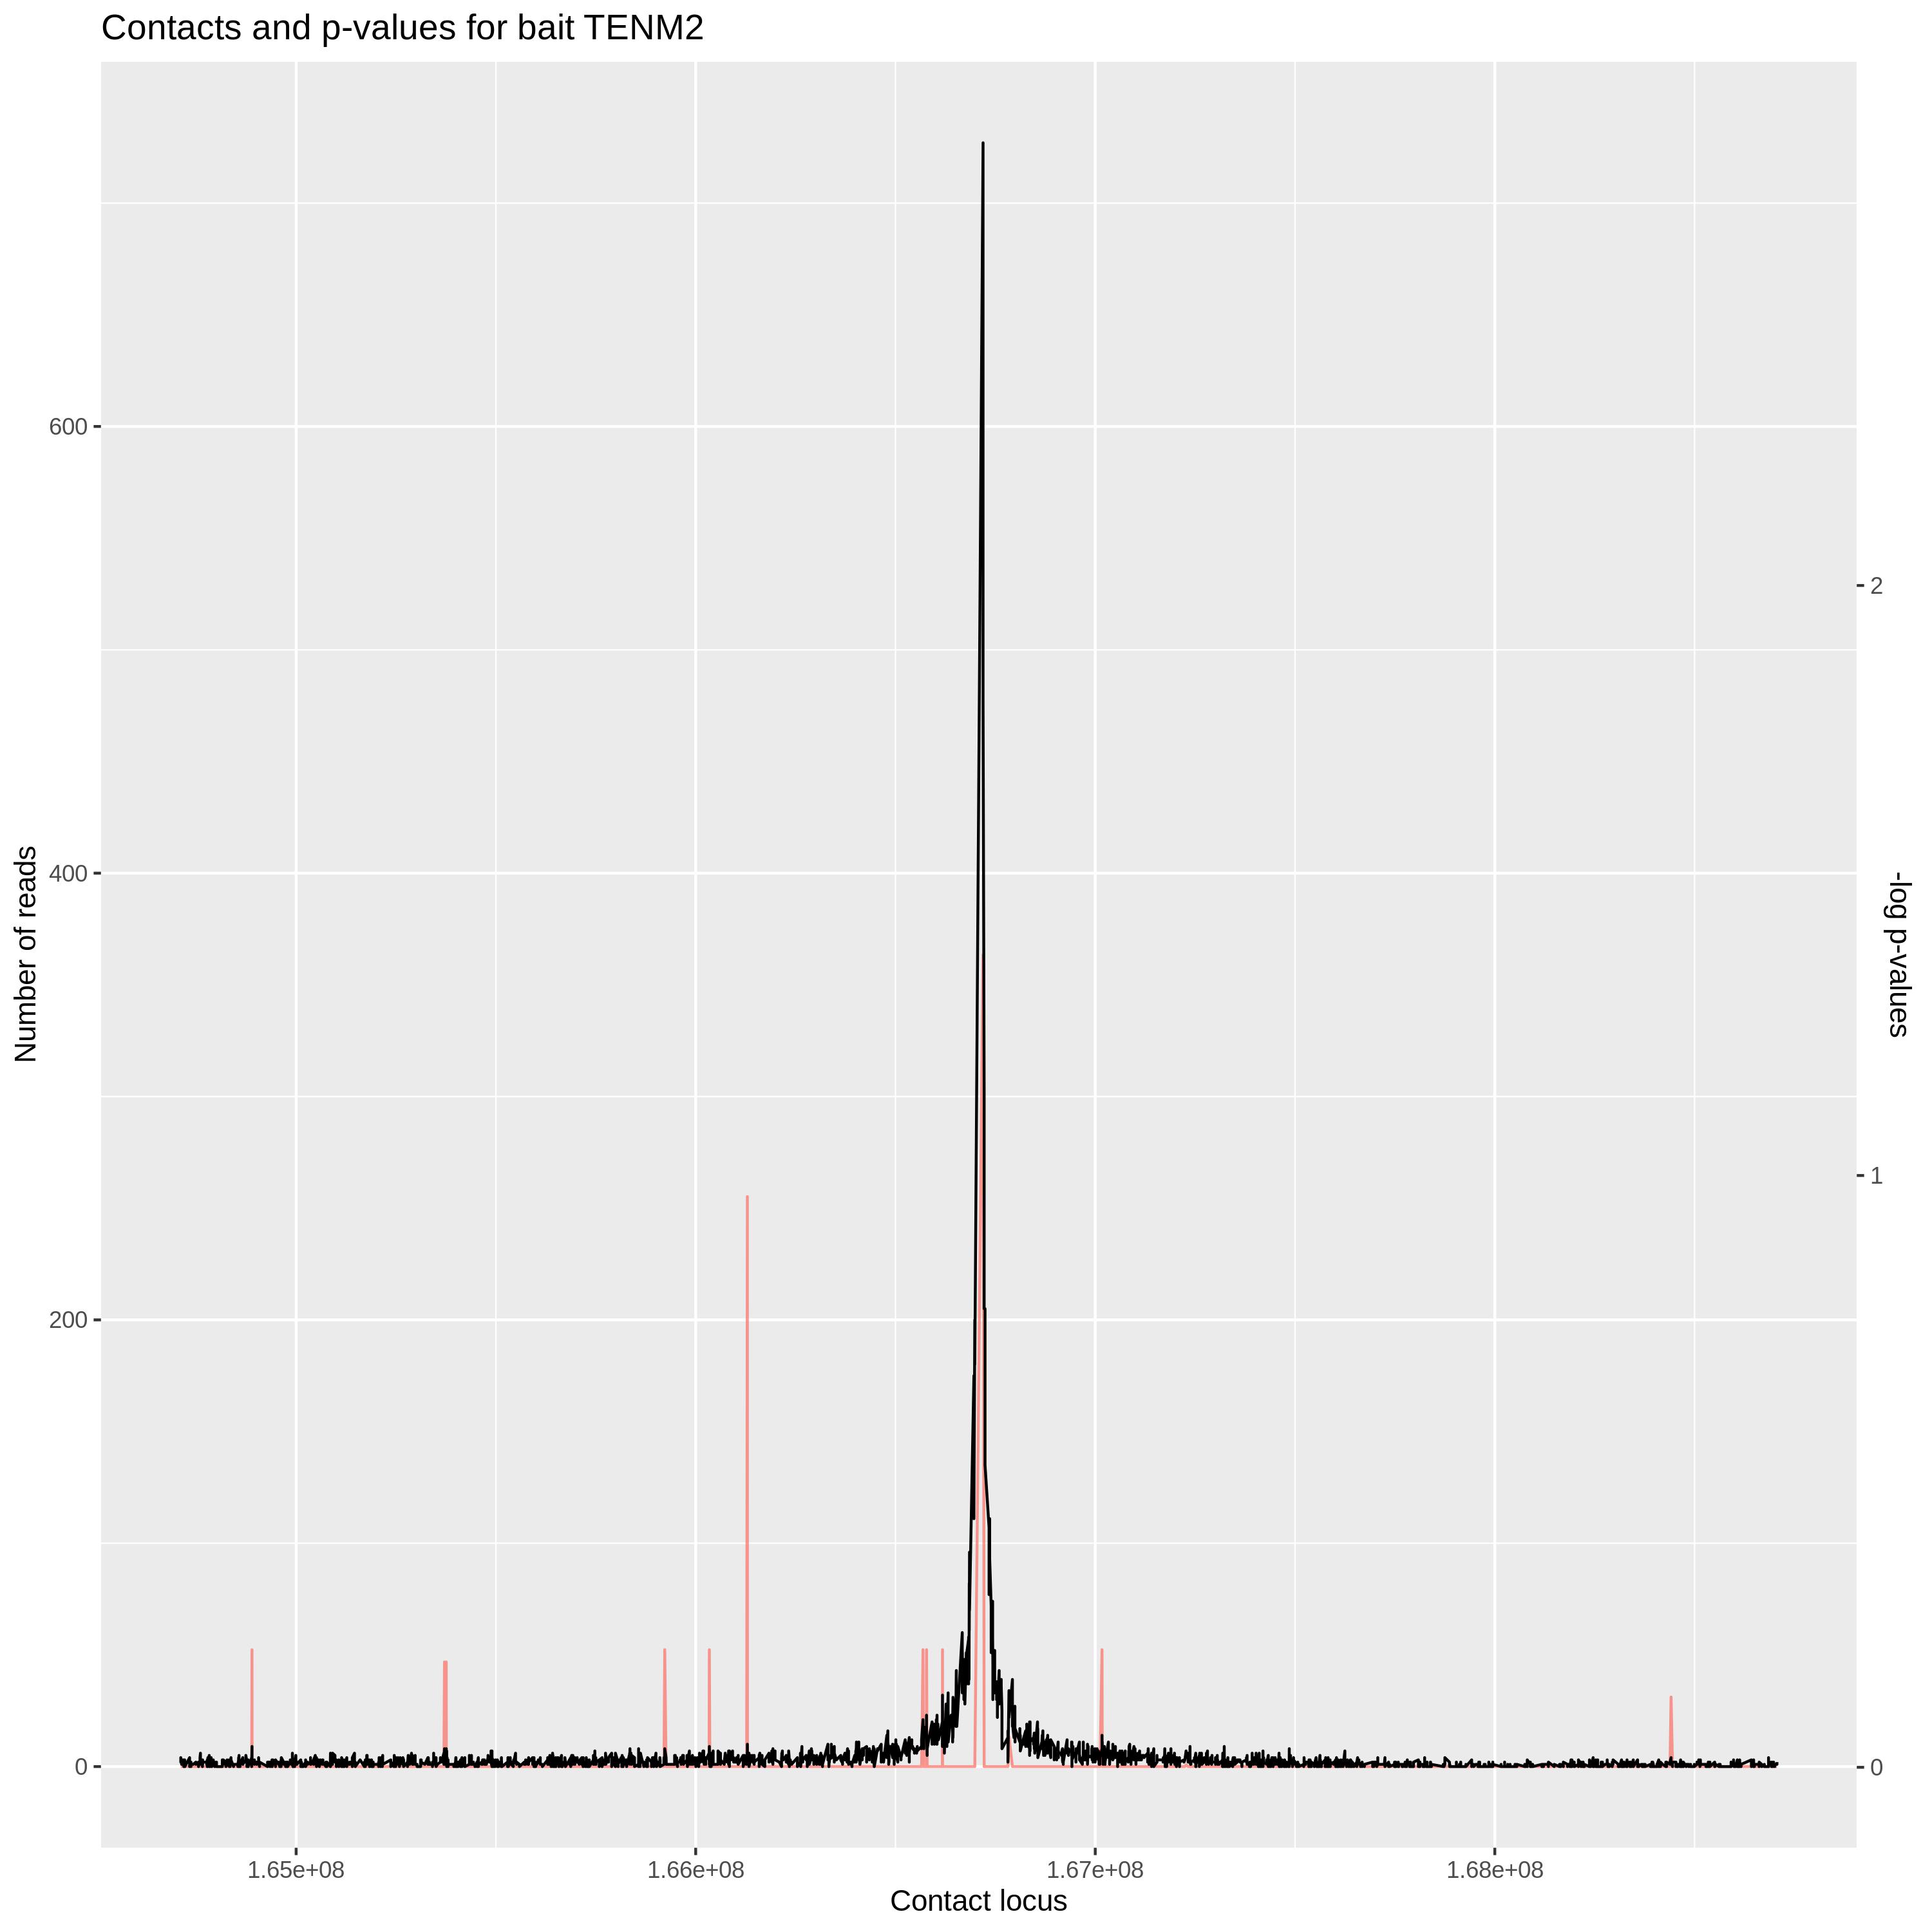 Contacts and p-values for bait TENM2
600
400
200
0
2
1
0
Number of reads
-log p-values
1.65e+08
1.66e+08
1.67e+08
1.68e+08
Contact locus